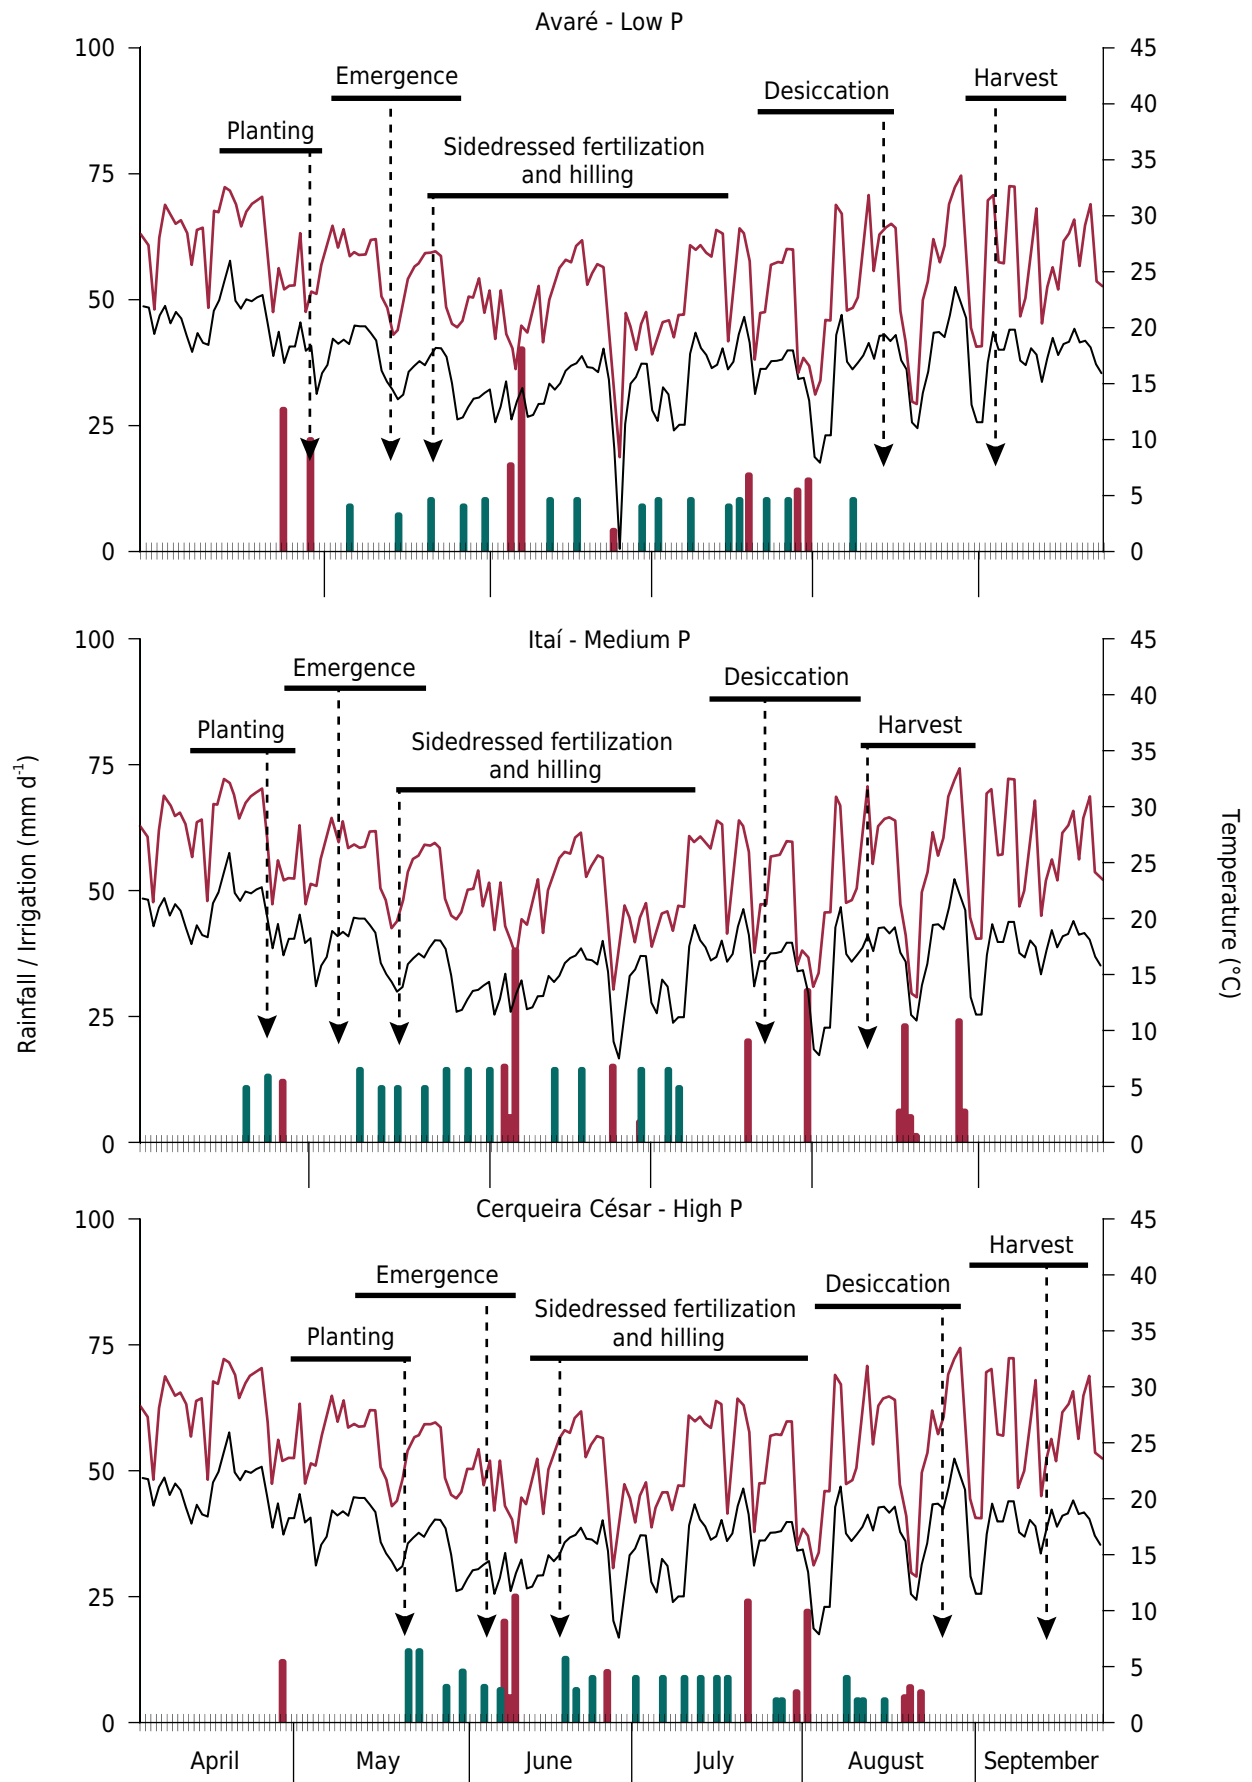 Avaré - Low P
100
45
Emergence
Harvest
40
Desiccation
Planting
Sidedressed fertilization
and hilling
35
75
30
50
25
20
15
25
10
5
0
0
Itaí - Medium P
100
45
Emergence
Desiccation
40
Planting
Harvest
Sidedressed fertilization
and hilling
35
75
30
50
25
20
15
25
10
5
0
0
Rainfall / Irrigation (mm d-1)
Temperature (°C)
Cerqueira César - High P
100
45
Harvest
Emergence
Desiccation
40
Sidedressed fertilization
and hilling
Planting
35
75
30
50
25
20
15
25
10
5
0
0
April May June July August September